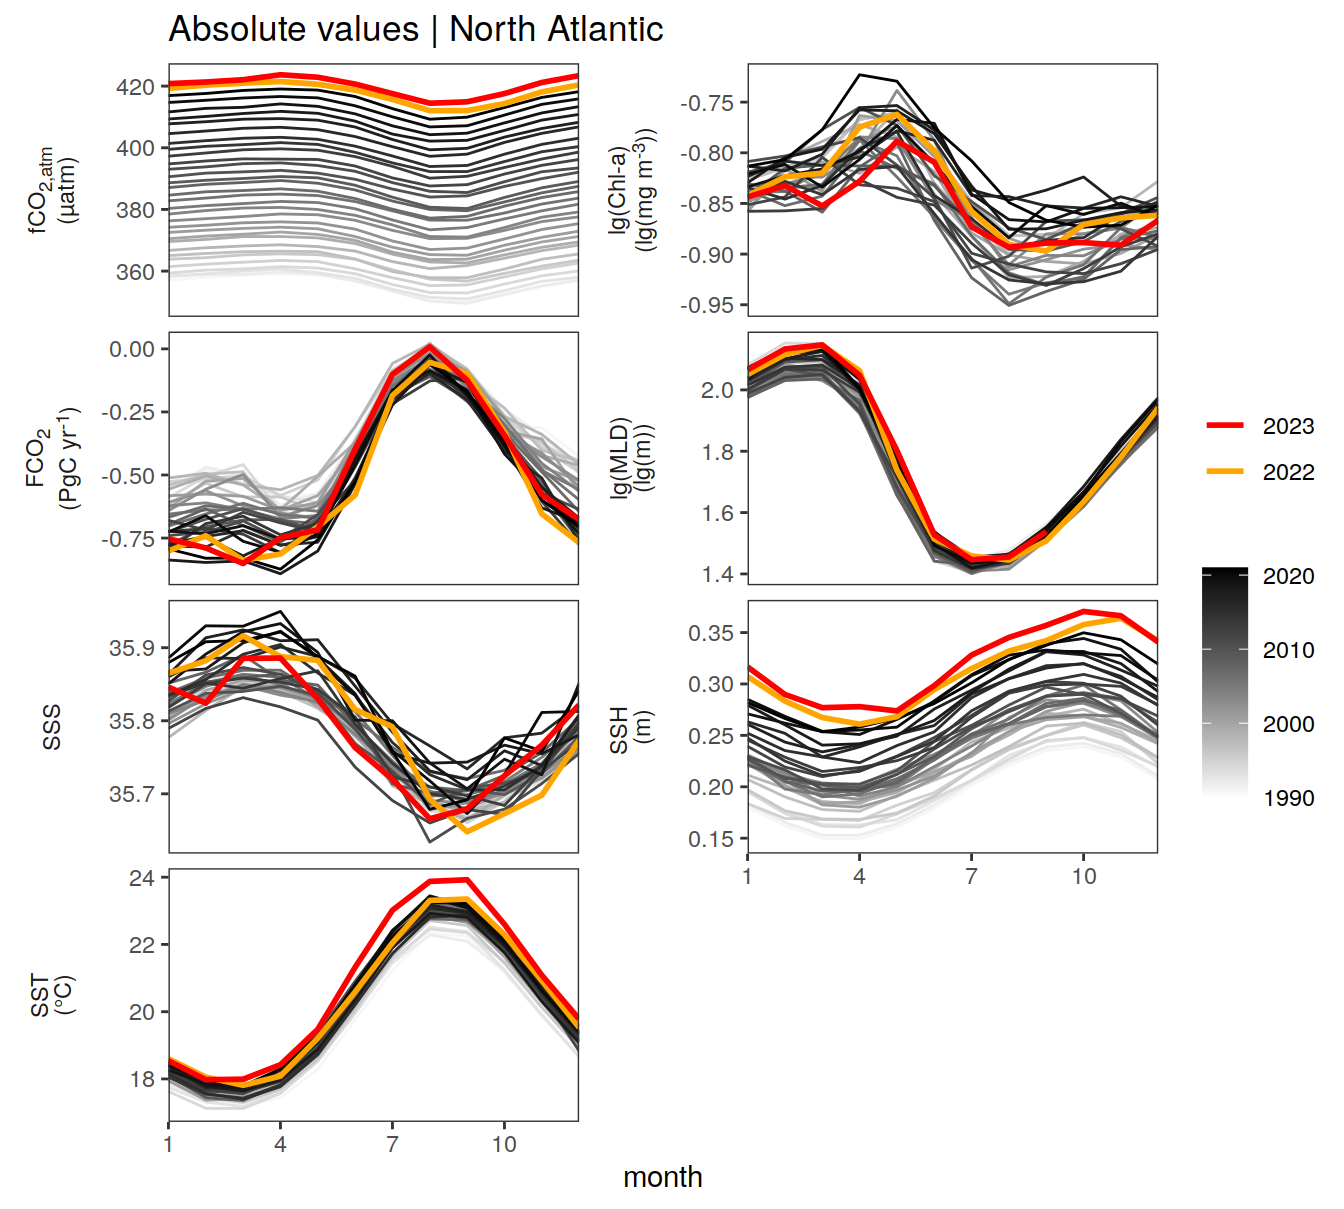 Absolute values | North Atlantic
fCO2,atm
(µatm)
420
400
380
360
lg(Chl-a)
(lg(mg m-3))
-0.75
-0.80
-0.85
-0.90
-0.95
FCO2
(PgC yr-1)
0.00
-0.25
-0.50
-0.75
lg(MLD)
(lg(m))
2.0
1.8
1.6
1.4
SSS
35.9
35.8
35.7
SSH
(m)
0.35
0.30
0.25
0.20
0.15
1 4 7 10
SST
(°C)
24
22
20
18
1 4 7 10
month
2023
2022
2020
2010
2000
1990